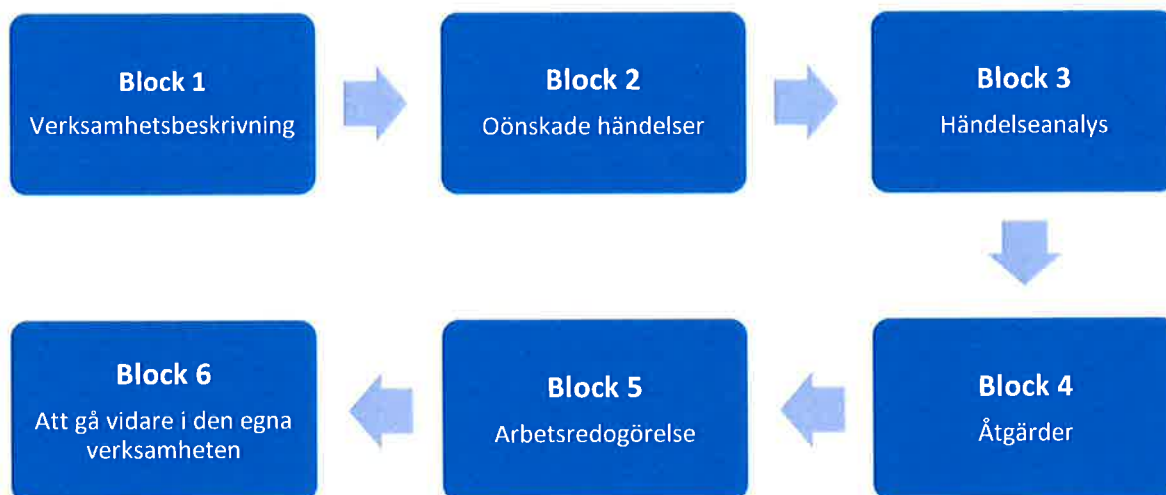 Block 1
Verksamhetsbeskrivning
Block 2
Oönskade händelser
Block 3
Händelseanalys
Block 6
Att gå vidare i den egna
verksamheten
Block 5
Arbetsredogörelse
Block 4
Åtgärder